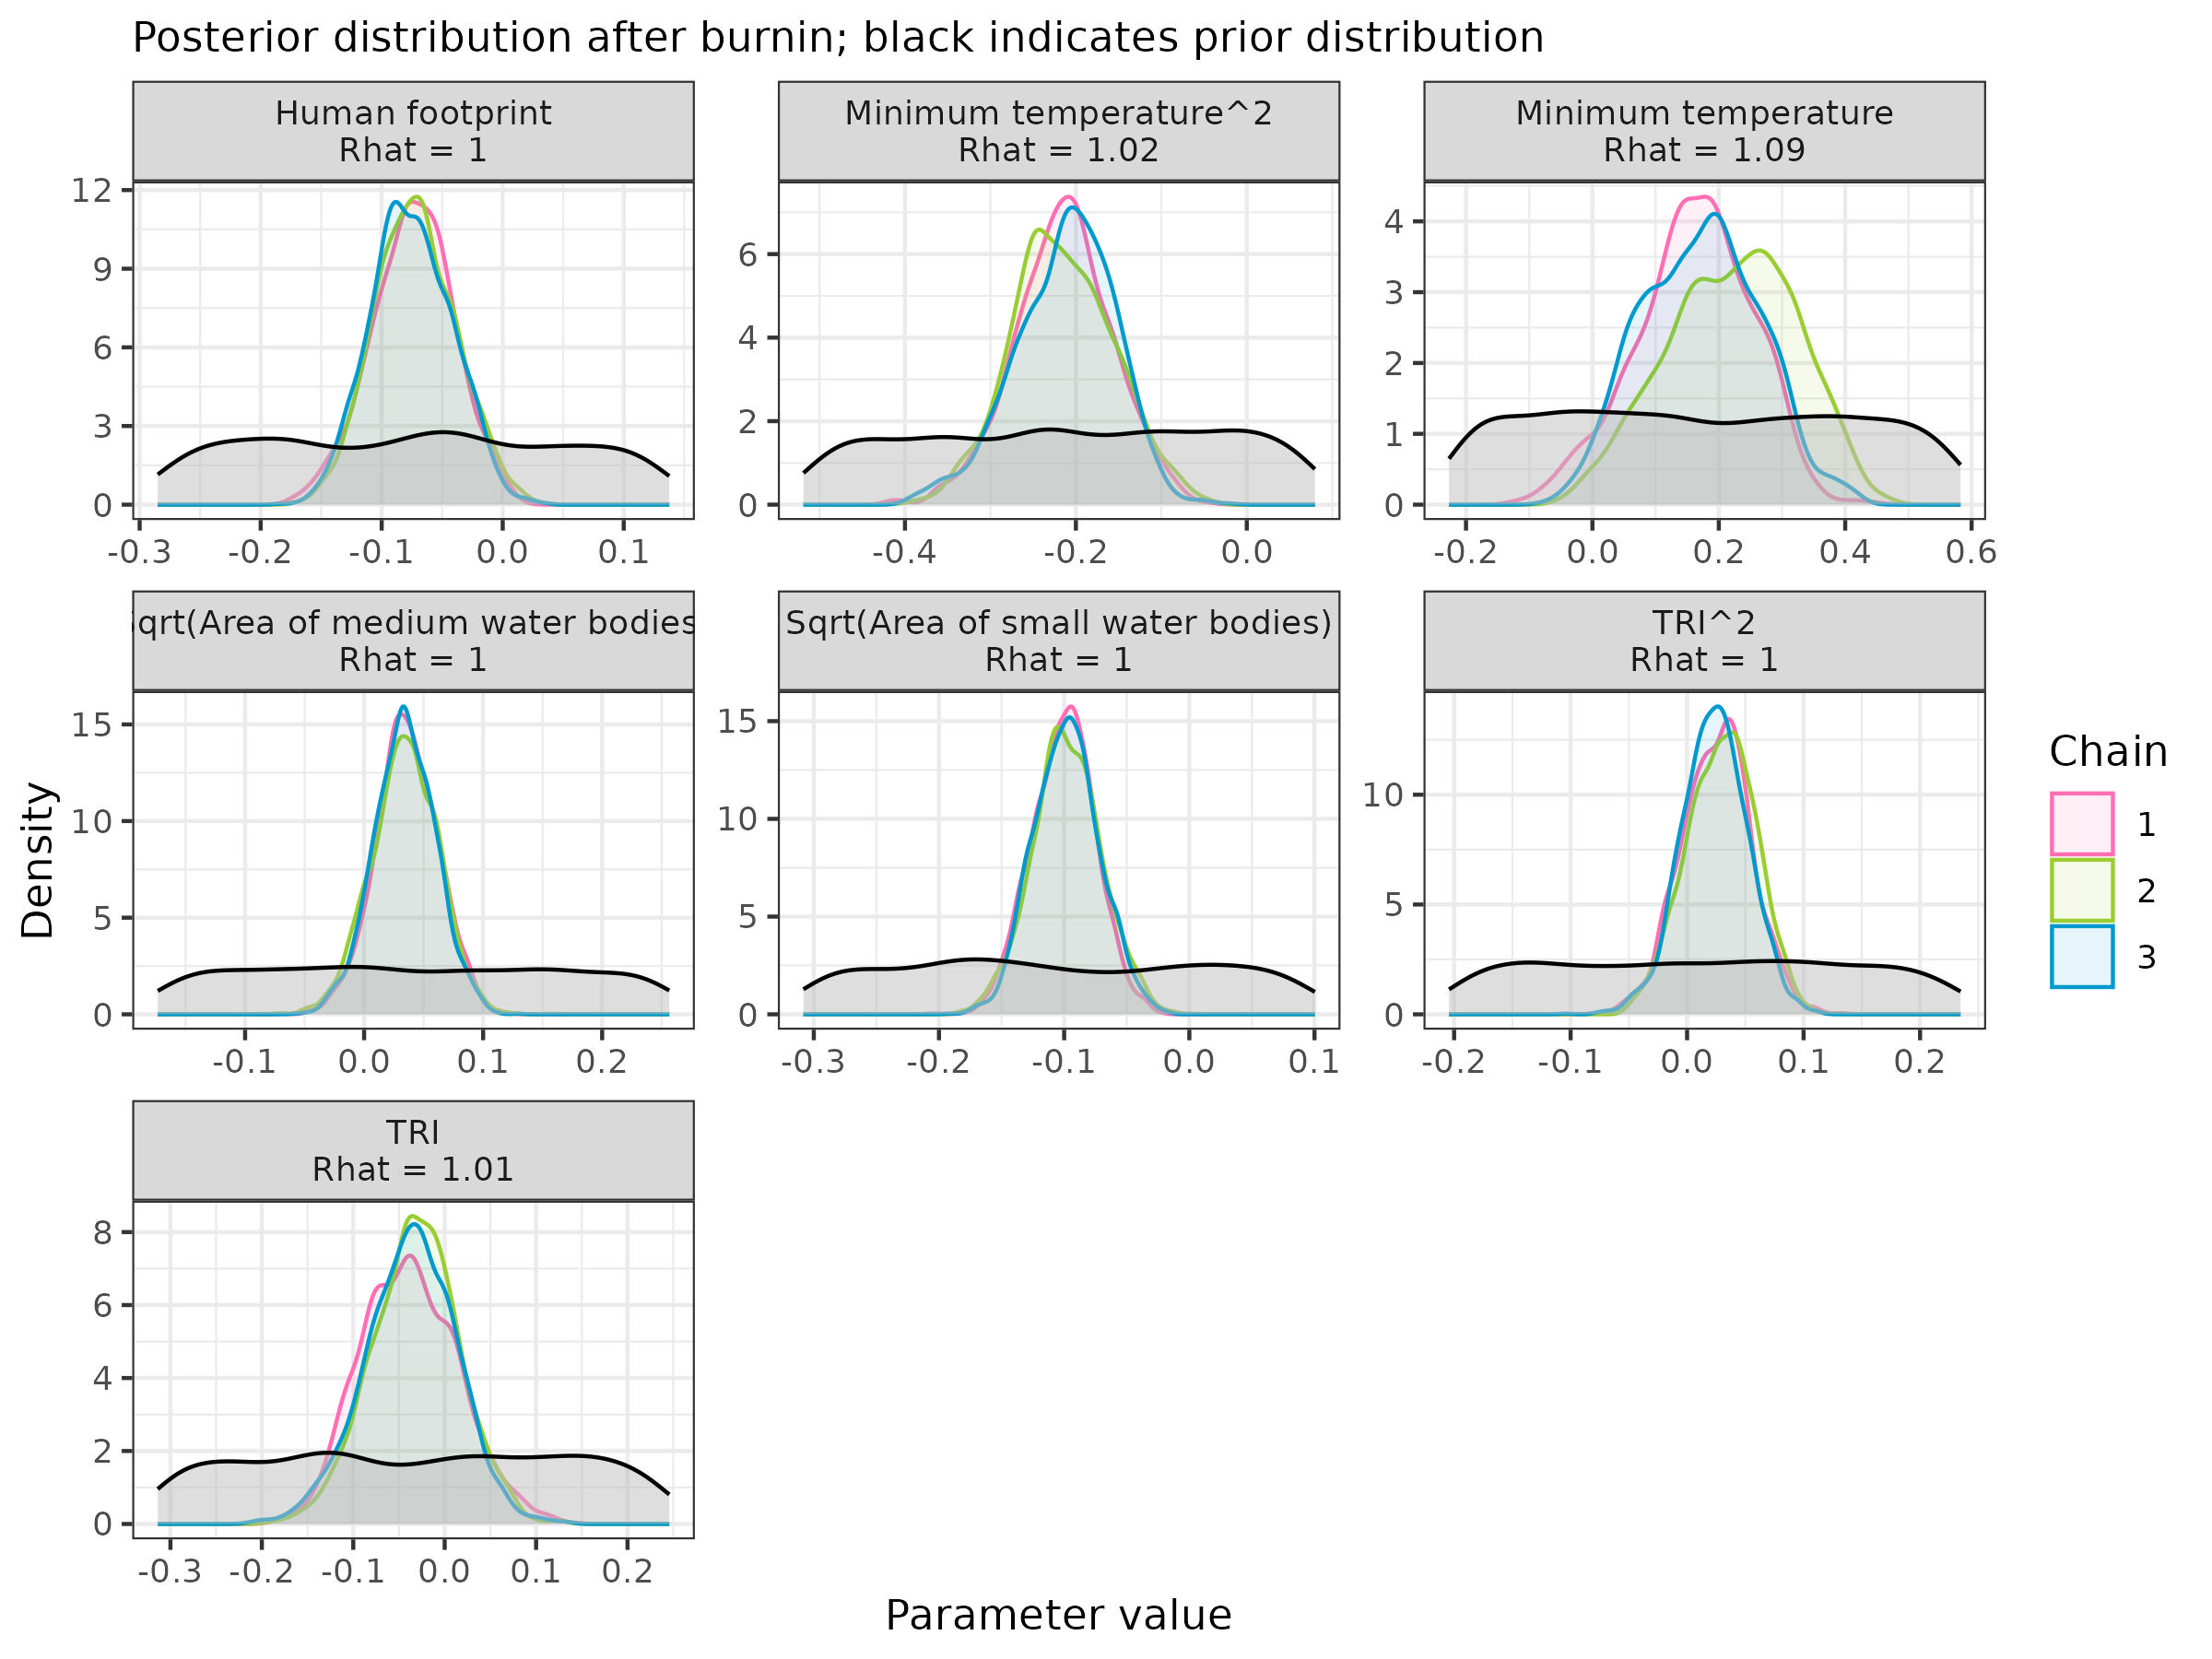 Posterior distribution after burnin; black indicates prior distribution
Human footprint
Rhat = 1
Minimum temperature^2
Rhat = 1.02
Minimum temperature
Rhat = 1.09
12
9
6
3
0
-0.3 -0.2 -0.1 0.0 0.1
6
4
2
0
-0.4 -0.2 0.0
4
3
2
1
0
-0.2 0.0 0.2 0.4 0.6
Sqrt(Area of medium water bodies
Rhat = 1
Sqrt(Area of small water bodies)
Rhat = 1
TRI^2
Rhat = 1
15
10
5
0
-0.1 0.0 0.1 0.2
15
10
5
0
-0.3 -0.2 -0.1 0.0 0.1
10
5
0
-0.2 -0.1 0.0 0.1 0.2
TRI
Rhat = 1.01
8
6
4
2
0
-0.3 -0.2 -0.1 0.0 0.1 0.2
Density
Parameter value
Chain
1
2
3